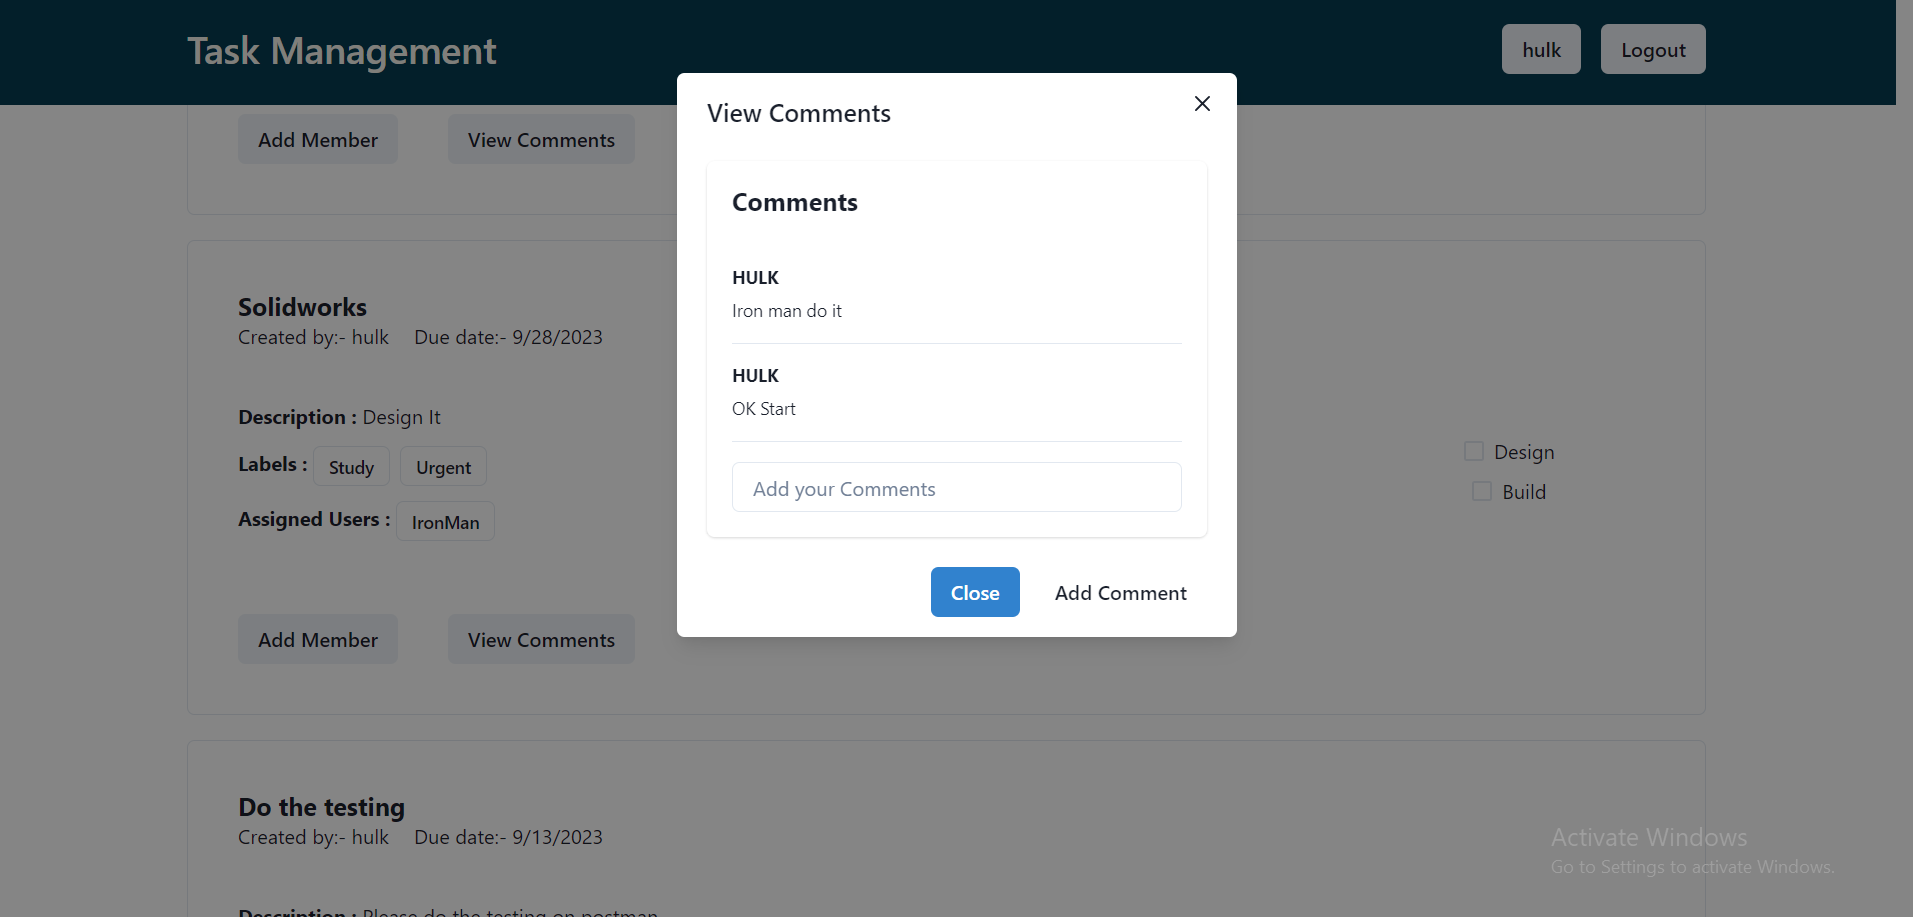 Task Management
hulk
Logout
Add Member
View Comments
View Comments
Comments
HULK
Iron man do it
HULK
OK Start
Add your Comments
Close
Add Comment
Solidworks
Created by:- hulk Due date:- 9/28/2023
Description : Design It
Labels : Study Urgent
Assigned Users : IronMan
Design
Build
Add Member
View Comments
Do the testing
Created by:- hulk Due date:- 9/13/2023
Description : Please do the testing on postman
Activate Windows
Go to Settings to activate Windows.